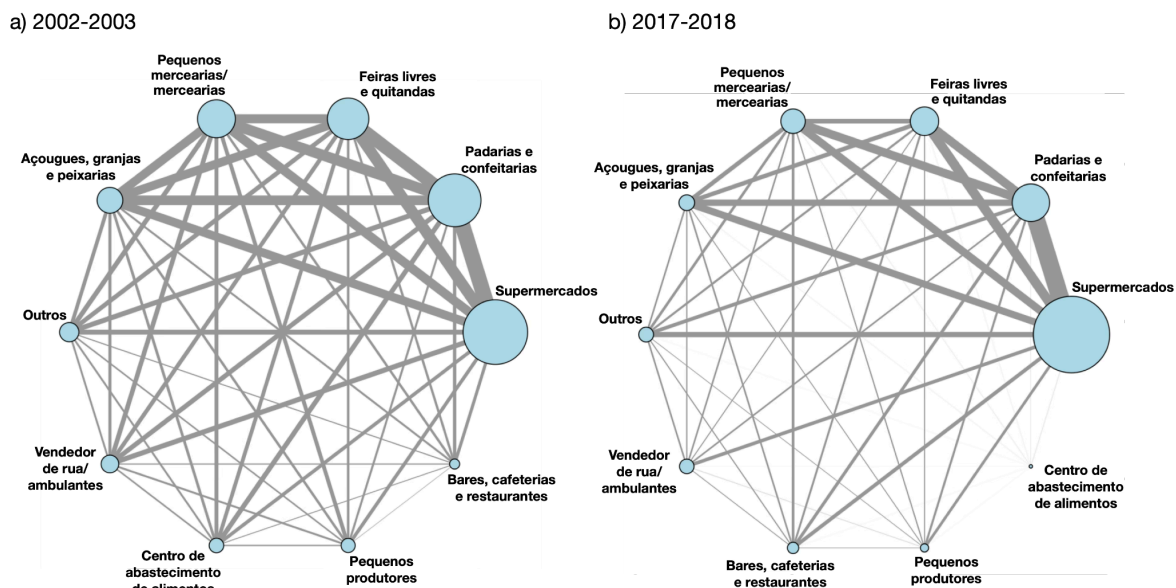 a) 2002-2003
Pequenos
mercearias/
mercearias
Feiras livres
e quitandas
Padarias e
confeitarias
Açougues, granjas
e peixarias
Supermercados
Outros
Vendedor
de rua/
ambulantes
Bares, cafeterias
e restaurantes
Centro de
abastecimento
de alimentos
Pequenos
produtores
b) 2017-2018
Pequenos
mercearias/
mercearias
Feiras livres
e quitandas
Padarias e
confeitarias
Açougues, granjas
e peixarias
Supermercados
Outros
Vendedor
de rua/
ambulantes
Centro de
abastecimento
de alimentos
Bares, cafeterias
e restaurantes
Pequenos
produtores